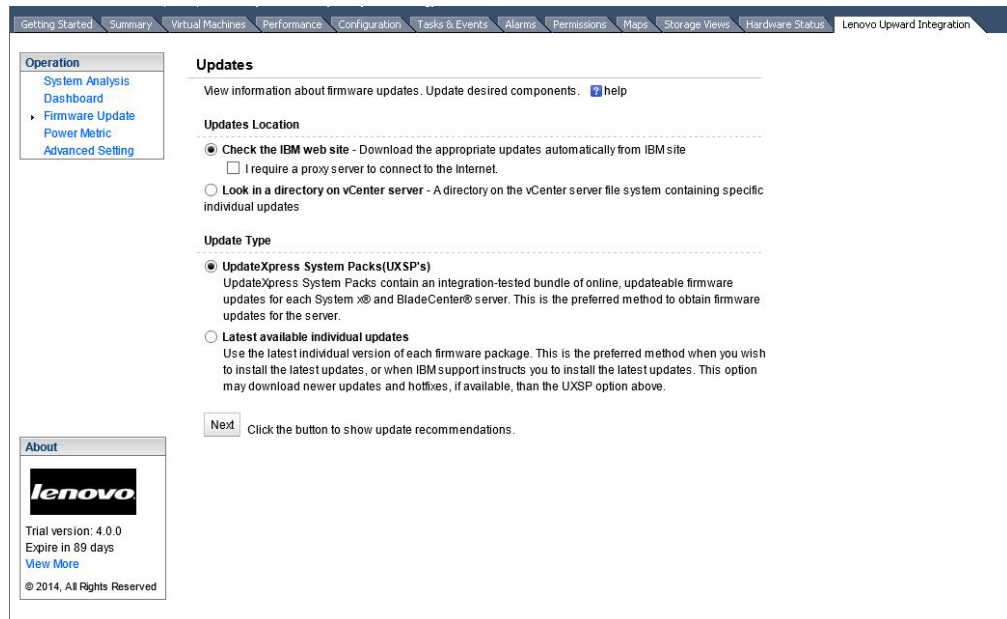 Getting Started Summary Virtual Machines Performance Configuration Tasks & Events Alarms Permissions Maps Storage Views Hardware Status Lenovo Upward Integration
Operation
System Analysis
Dashboard
Firmware Update
Power Metric
Advanced Setting
Updates
View information about firmware updates. Update desired components. ? help
Updates Location
Check the IBM web site - Download the appropriate updates automatically from IBM site
I require a proxy server to connect to the Internet.
Look in a directory on vCenter server - A directory on the vCenter server file system containing specific
individual updates
Update Type
UpdateXpress System Packs(UXSP's)
UpdateXpress System Packs contain an integration-tested bundle of online, updateable firmware
updates for each System x® and BladeCenter® server. This is the preferred method to obtain firmware
updates for the server.
Latest available individual updates
Use the latest individual version of each firmware package. This is the preferred method when you wish
to install the latest updates, or when IBM support instructs you to install the latest updates. This option
may download newer updates and hotfixes, if available, than the UXSP option above.
Next Click the button to show update recommendations.
About
lenovo
Trial version: 4.0.0
Expire in 89 days
View More
© 2014, All Rights Reserved